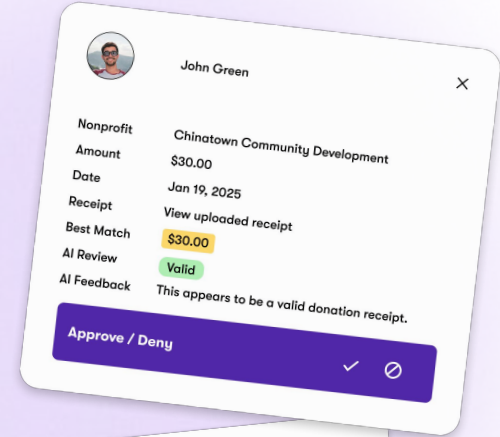 John Green
Nonprofit Chinatown Community Development
Amount $30.00
Date Jan 19, 2025
Receipt View uploaded receipt
Best Match $30.00
AI Review Valid
AI Feedback This appears to be a valid donation receipt.
Approve / Deny